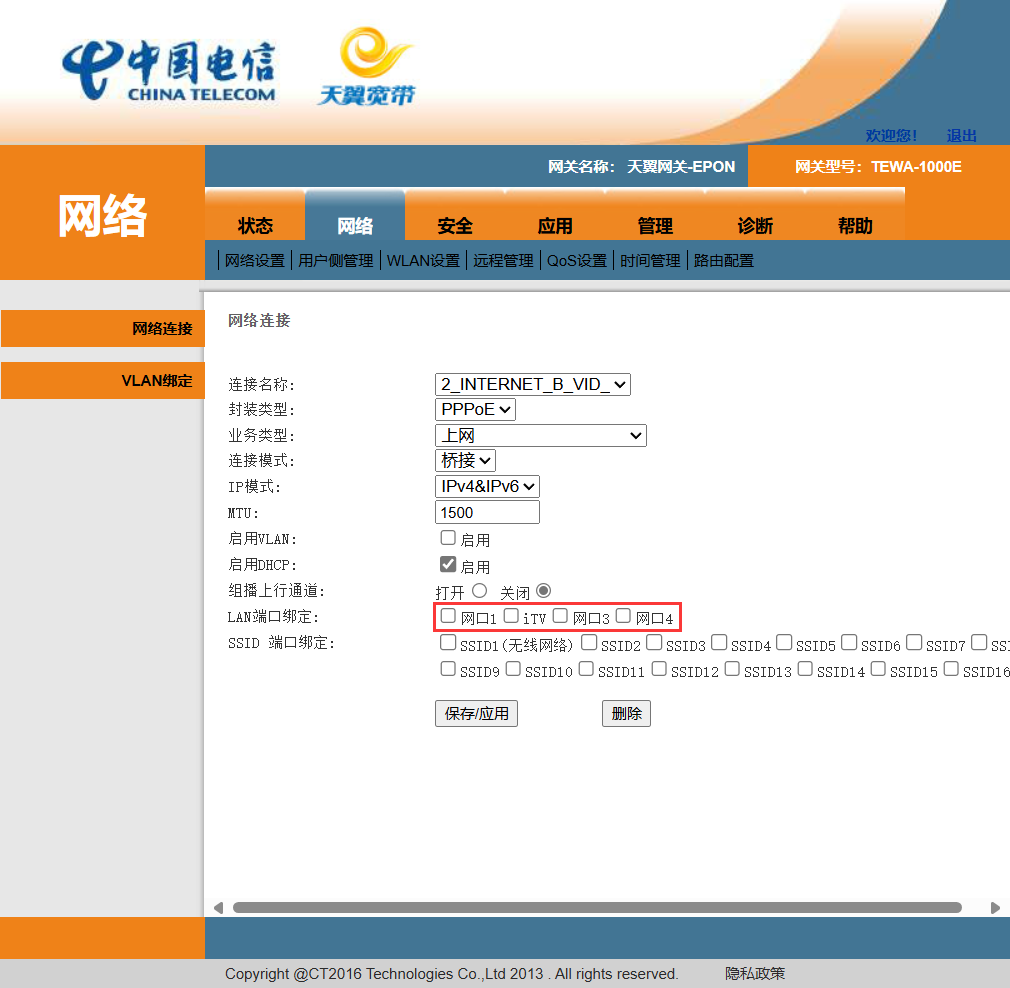 中国电信
CHINA TELECOM
天翼宽带
欢迎您! 退出
网络
网关名称: 天翼网关-EPON 网关型号: TEWA-1000E
状态 网络 安全 应用 管理 诊断 帮助
网络设置 用户侧管理 WLAN设置 远程管理 QoS设置 时间管理 路由配置
网络连接
VLAN绑定
网络连接
连接名称: 2_INTERNET_B_VID_
封装类型: PPPoE
业务类型: 上网
连接模式: 桥接
IP模式: IPv4&IPv6
MTU: 1500
启用VLAN: 启用
启用DHCP: 启用
组播上行通道: 打开 关闭
LAN端口绑定: 网口1 iTV 网口3 网口4
SSID 端口绑定: SSID1(无线网络) SSID2 SSID3 SSID4 SSID5 SSID6 SSID7
SSID9 SSID10 SSID11 SSID12 SSID13 SSID14 SSID15 SSID16
保存/应用 删除
Copyright @CT2016 Technologies Co.,Ltd 2013 . All rights reserved. 隐私政策